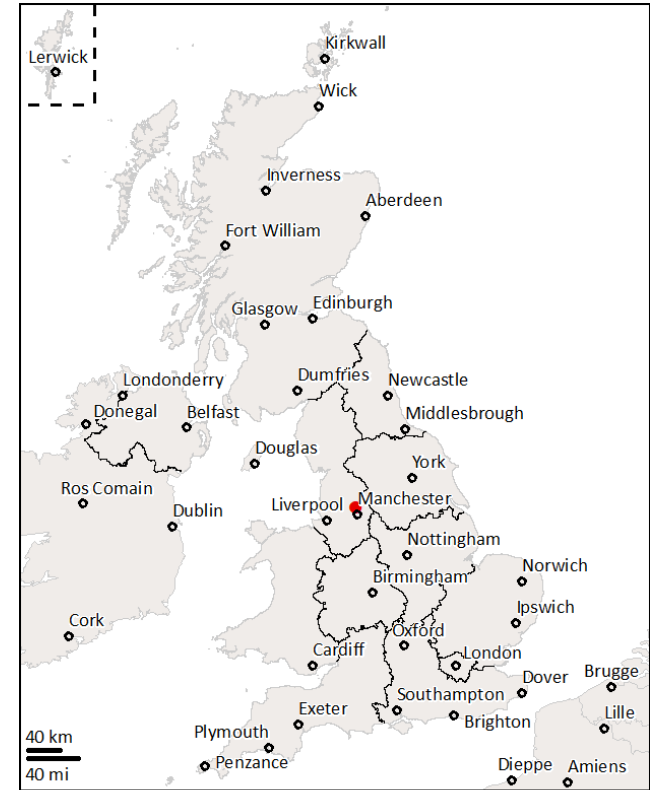 Kirkwall
Lerwick
Wick
Inverness
Aberdeen
Fort William
Glasgow
Edinburgh
Dumfries
Londonderry
Newcastle
Donegal
Belfast
Middlesbrough
Douglas
York
Ros Comain
Manchester
Liverpool
Dublin
Nottingham
Birmingham
Norwich
Ipswich
Cork
Oxford
Cardiff
London
Dover
Brugge
Southampton
Exeter
Lille
Brighton
Plymouth
40 km
Penzance
Dieppe
Amiens
40 mi